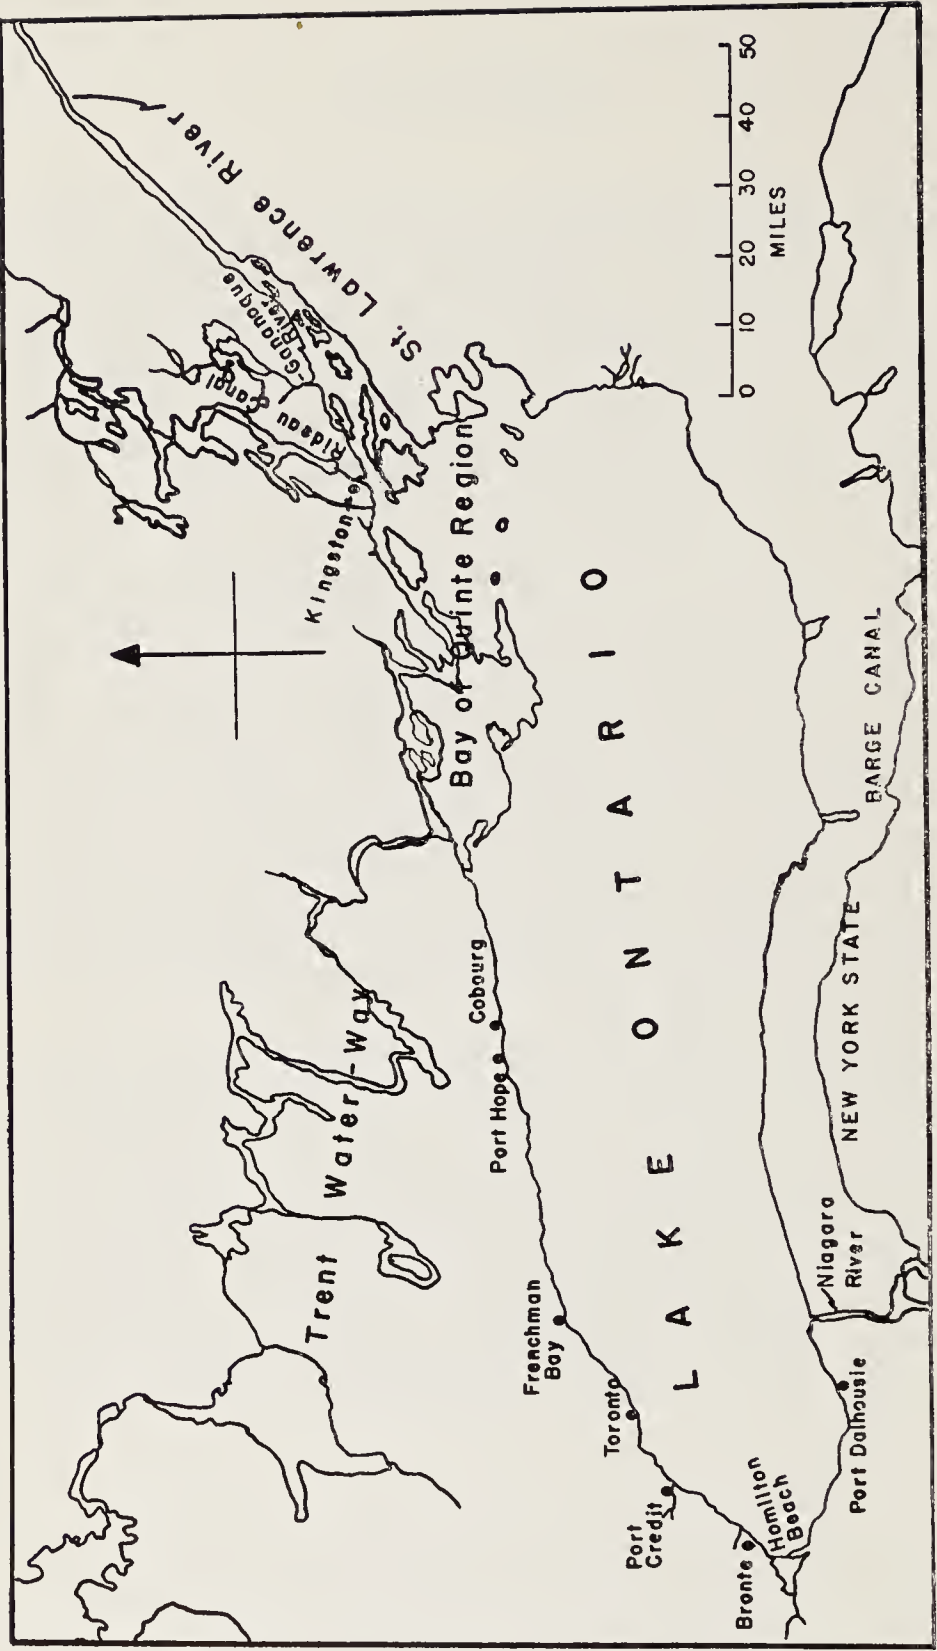 St. Lawrence River
Gananoque
River
Rideau Canal
Kingston
Bay of Quinte Region
Trent Water-Way
Cobourg
Port Hope
Frenchman
Bay
Toronto
Port
Credit
Bronte
Hamilton
Beach
Port Dalhousie
Niagara
River
LAKE ONTARIO
NEW YORK STATE BARGE CANAL
0 10 20 30 40 50
MILES